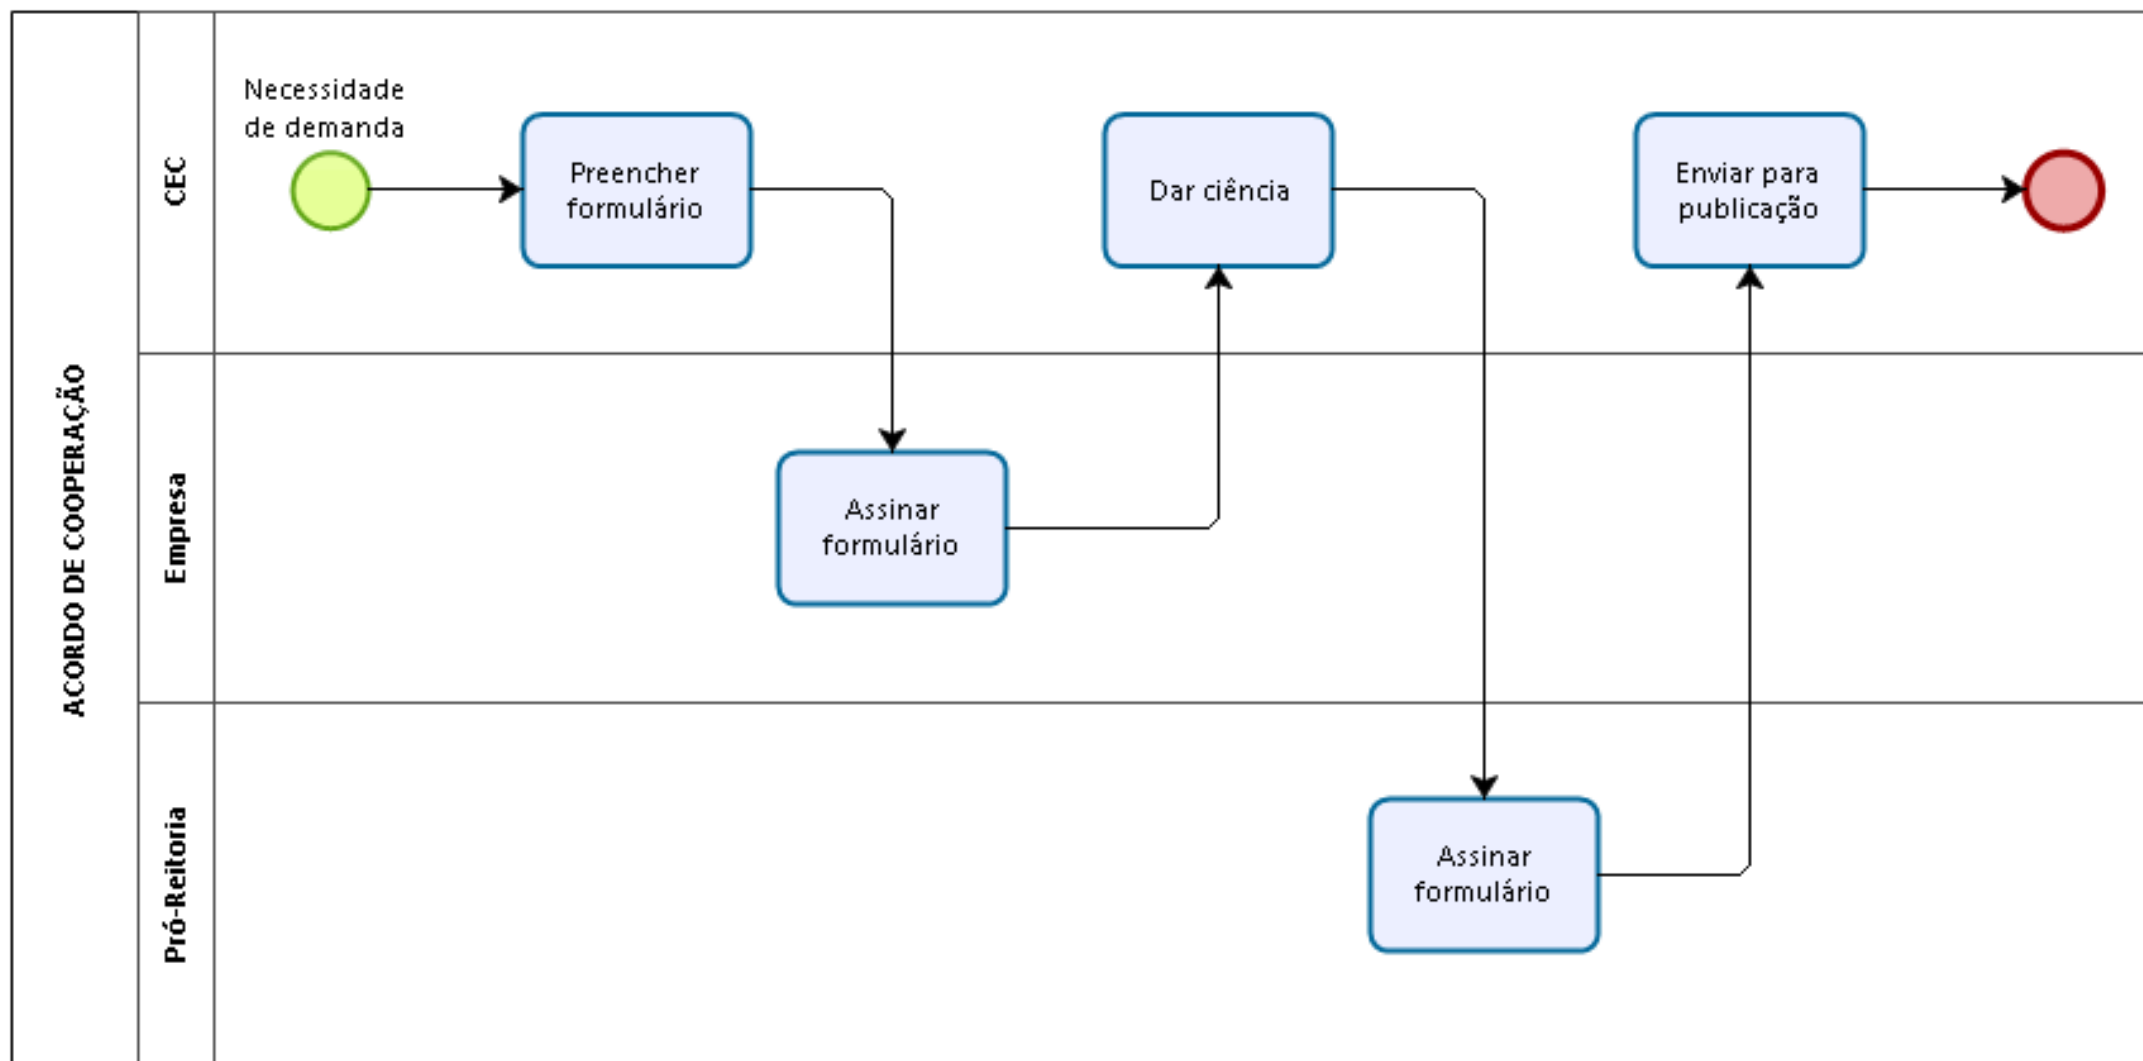 ACORDO DE COOPERAÇÃO
CEC
Necessidade
de demanda
Preencher
formulário
Dar ciência
Enviar para
publicação
Empresa
Assinar
formulário
Pró-Reitoria
Assinar
formulário